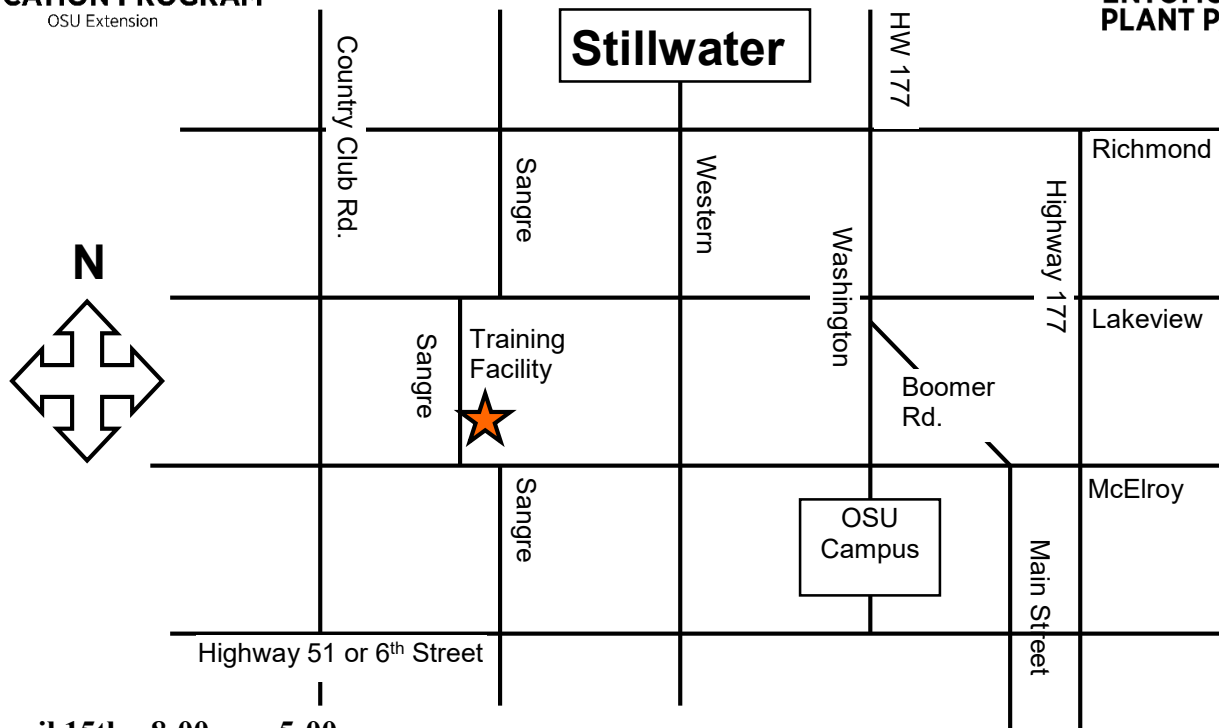 OSU Extension
Stillwater
HW 177
PLANT P
Country Club Rd.
Richmond
Sangre
Western
Highway 177
N
Washington
Lakeview
Sangre
Training
Facility
Boomer
Rd.
McElroy
Sangre
OSU
Campus
Main Street
Highway 51 or 6th Street